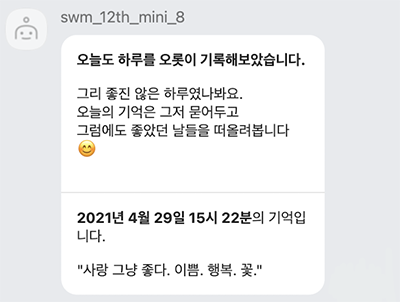 swm_12th_mini_8
오늘도 하루를 오롯이 기록해보았습니다.
그리 좋진 않은 하루였나봐요.
오늘의 기억은 그저 묻어두고
그럼에도 좋았던 날들을 떠올려봅니다
😊
2021년 4월 29일 15시 22분의 기억입
니다.
"사랑 그냥 좋다. 이쁨. 행복. 꽃."